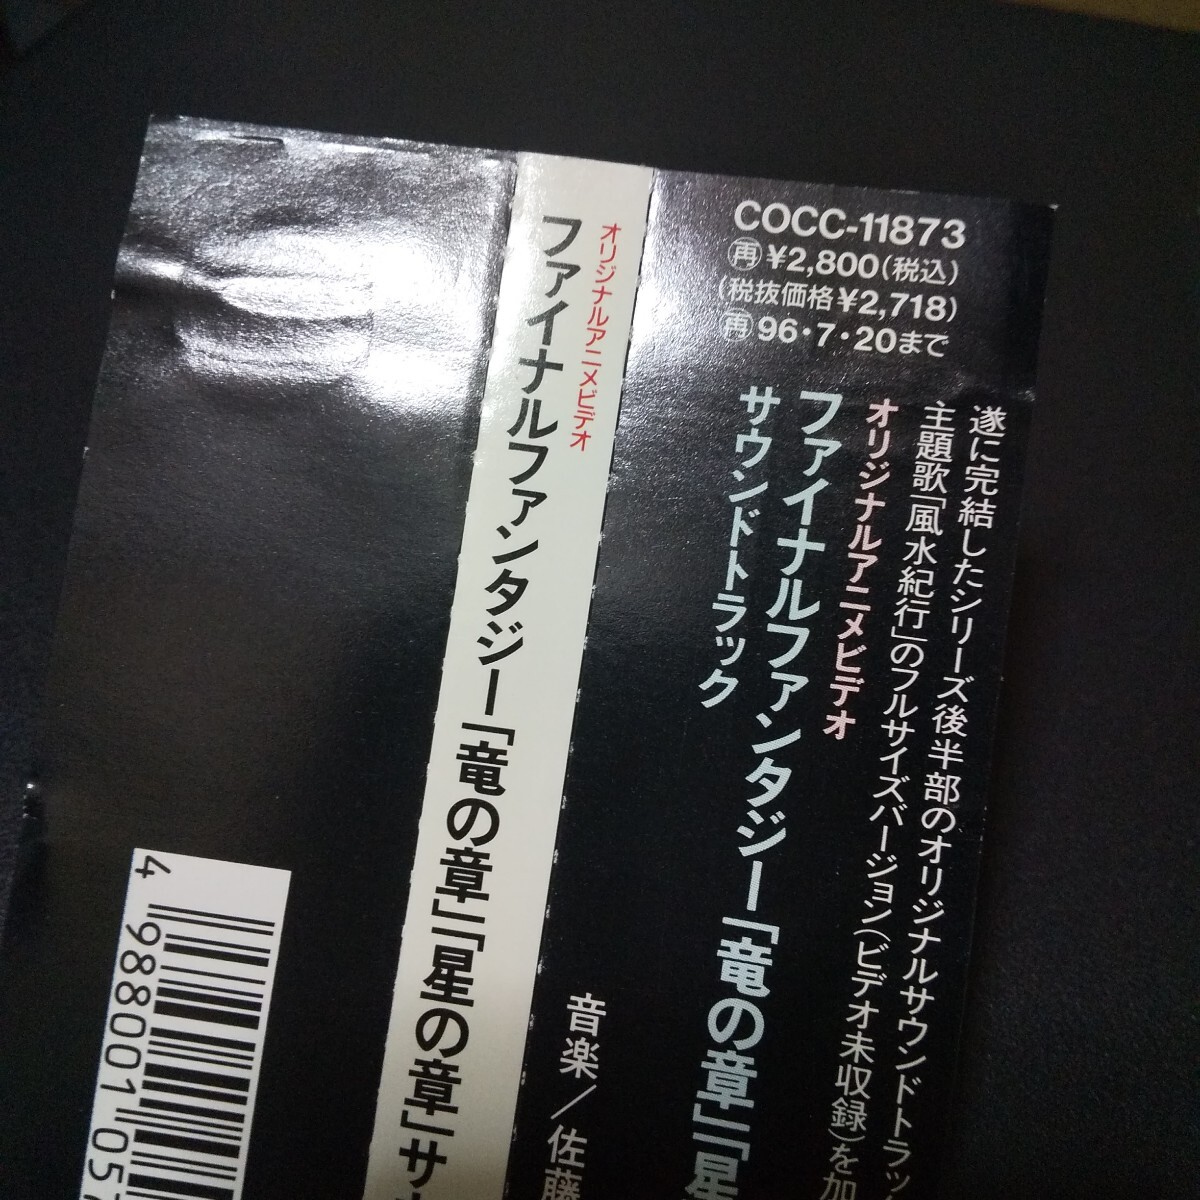 COCC-11873
再¥2,800(税込)
(税抜価格¥2,718)
再96・7・20まで
遂に完結したシリーズ後半部のオリジナルサウンドトラッ
主題歌「風水紀行」のフルサイズバージョン(ビデオ未収録)を加
オリジナルアニメビデオ
ファイナルファンタジー「竜の章」「星
サウンドトラック
音楽/佐藤
オリジナルアニメビデオ
ファイナルファンタジー「竜の章」「星の章」サ
4 988001 05